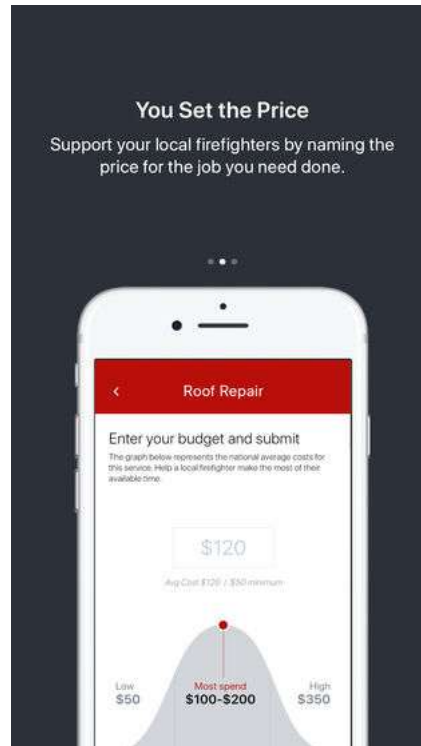 You Set the Price
Support your local firefighters by naming the
price for the job you need done.
Roof Repair
Enter your budget and submit
The graph below represents the national average costs for
this service. Help a local firefighter make the most of their
available time.
$120
Avg Cost $120 / $50 minimum
Low
$50
Most spend
$100-$200
High
$350